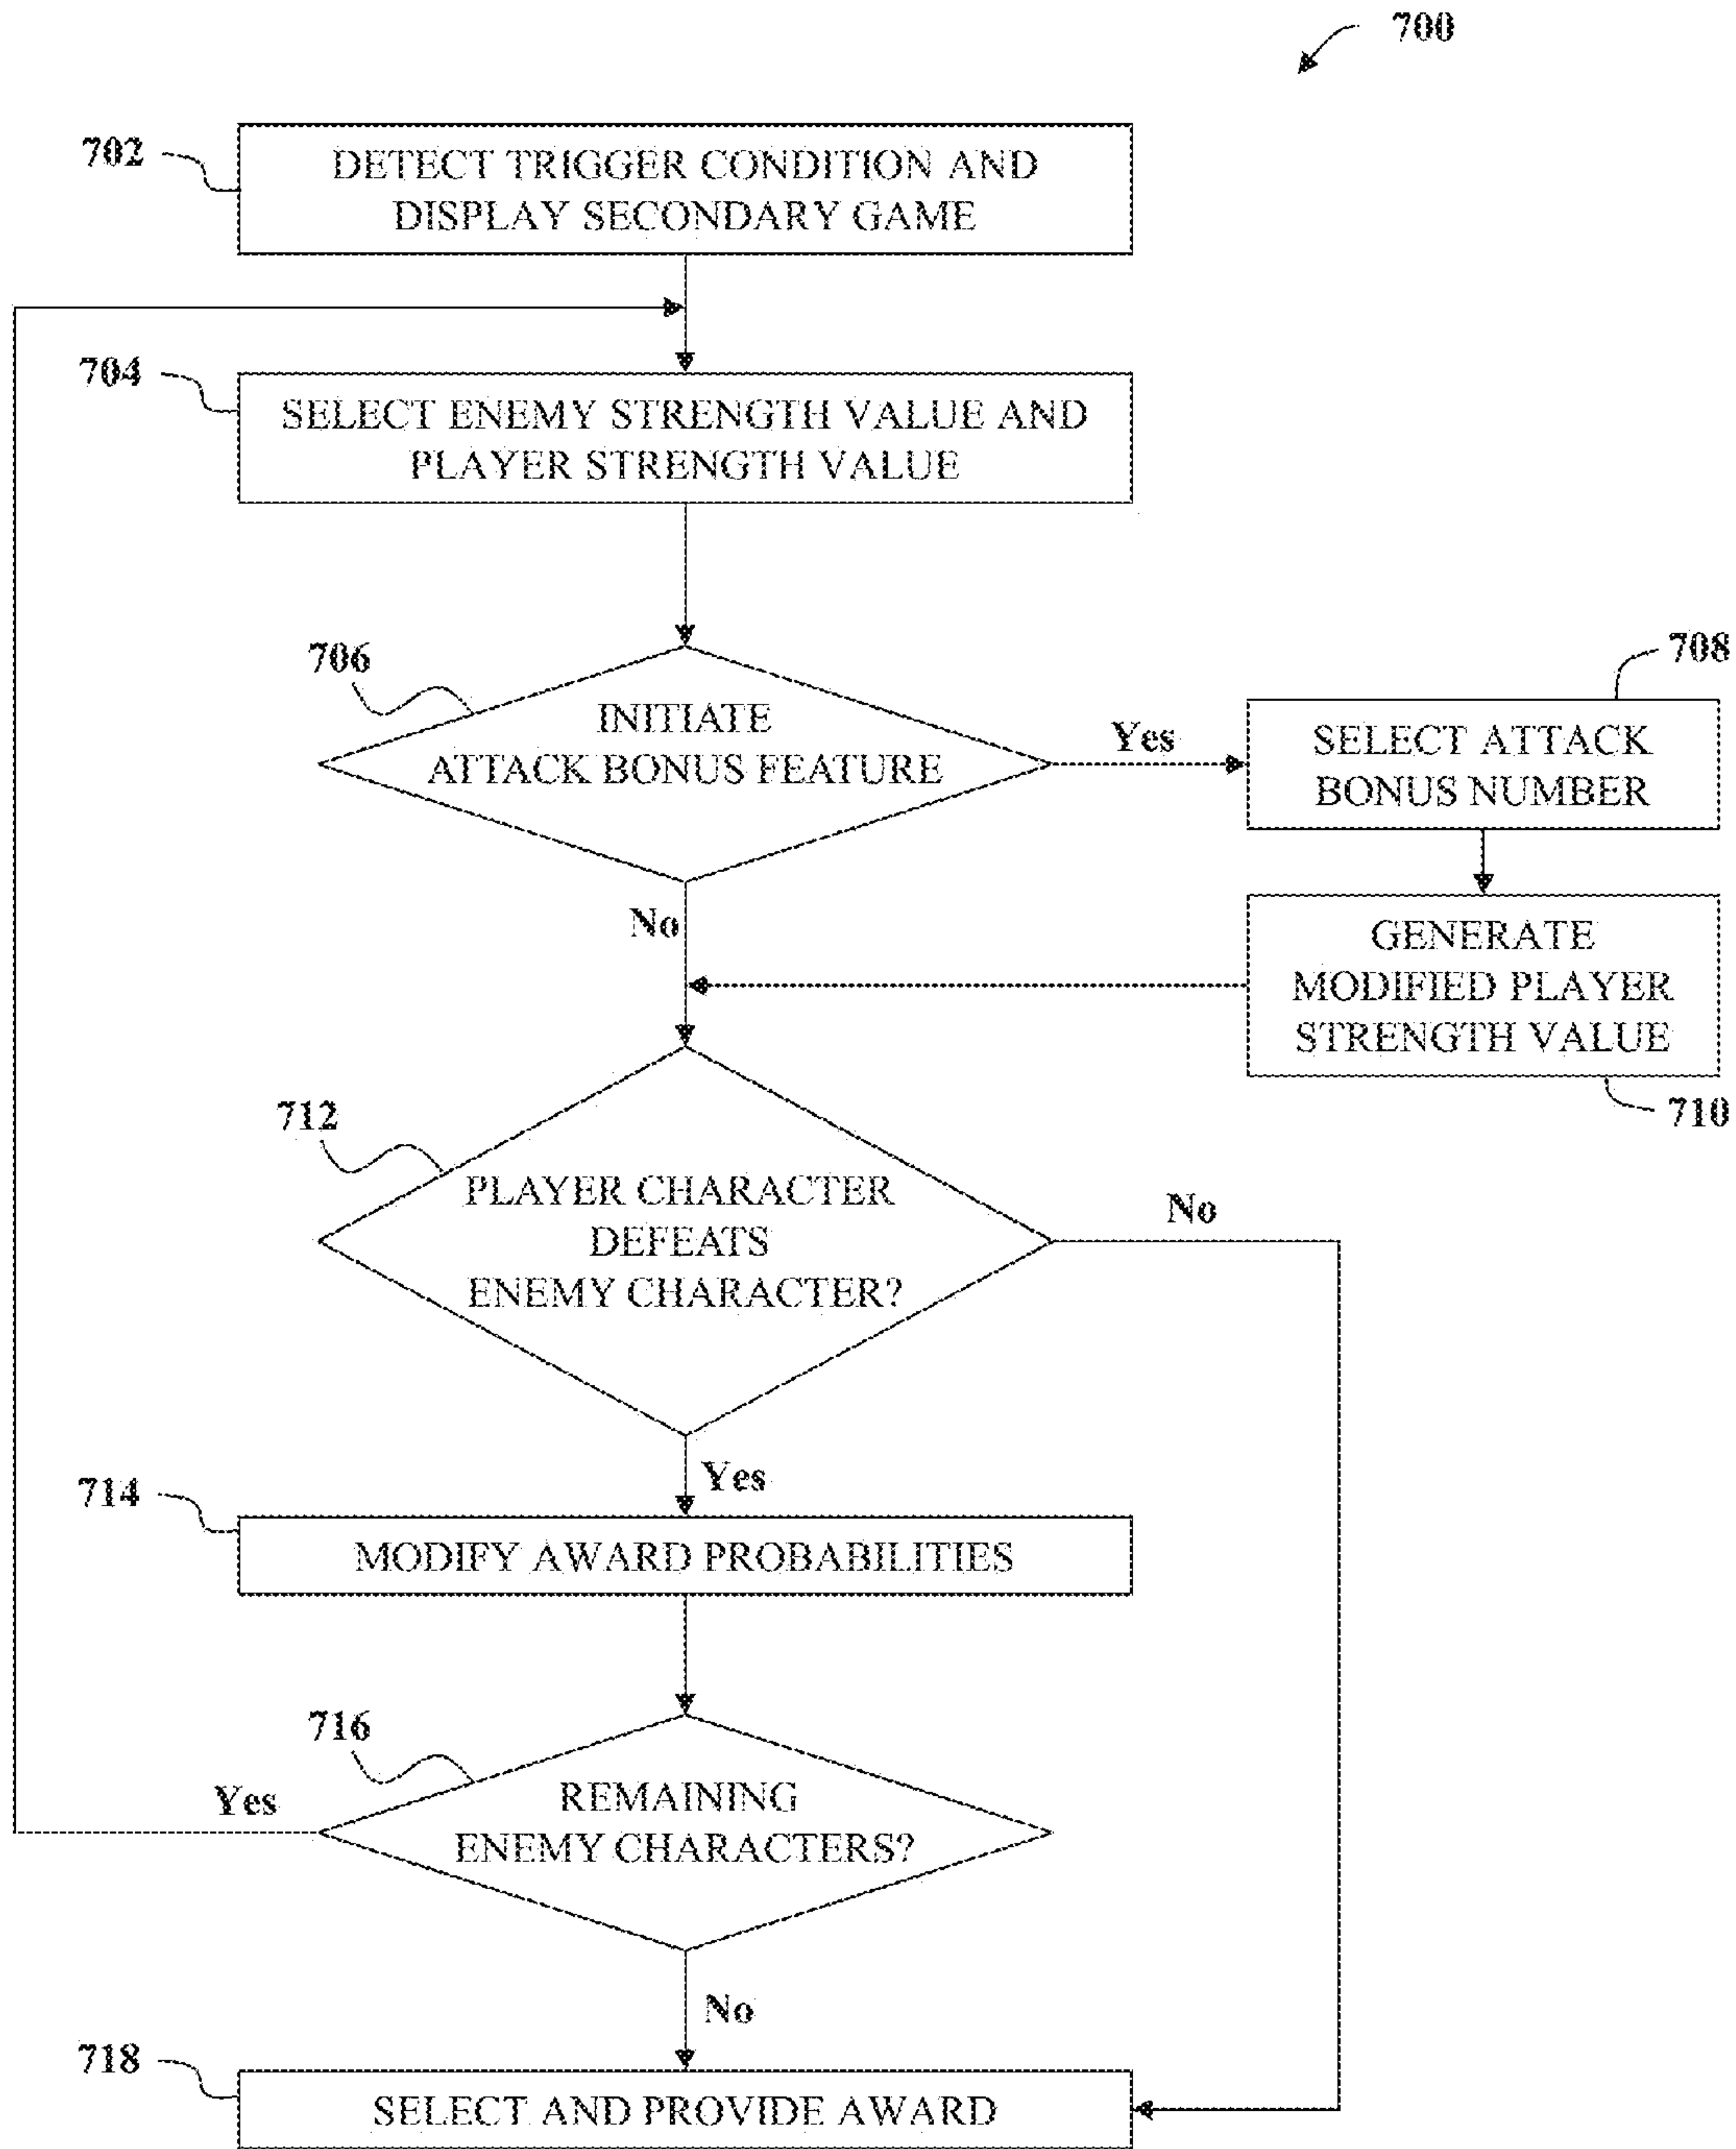 700
702
DETECT TRIGGER CONDITION AND
DISPLAY SECONDARY GAME
704
SELECT ENEMY STRENGTH VALUE AND
PLAYER STRENGTH VALUE
706
INITIATE
ATTACK BONUS FEATURE
Yes
708
SELECT ATTACK
BONUS NUMBER
No
GENERATE
MODIFIED PLAYER
STRENGTH VALUE
710
712
PLAYER CHARACTER
DEFEATS
ENEMY CHARACTER?
No
Yes
714
MODIFY AWARD PROBABILITIES
716
REMAINING
ENEMY CHARACTERS?
Yes
No
718
SELECT AND PROVIDE AWARD